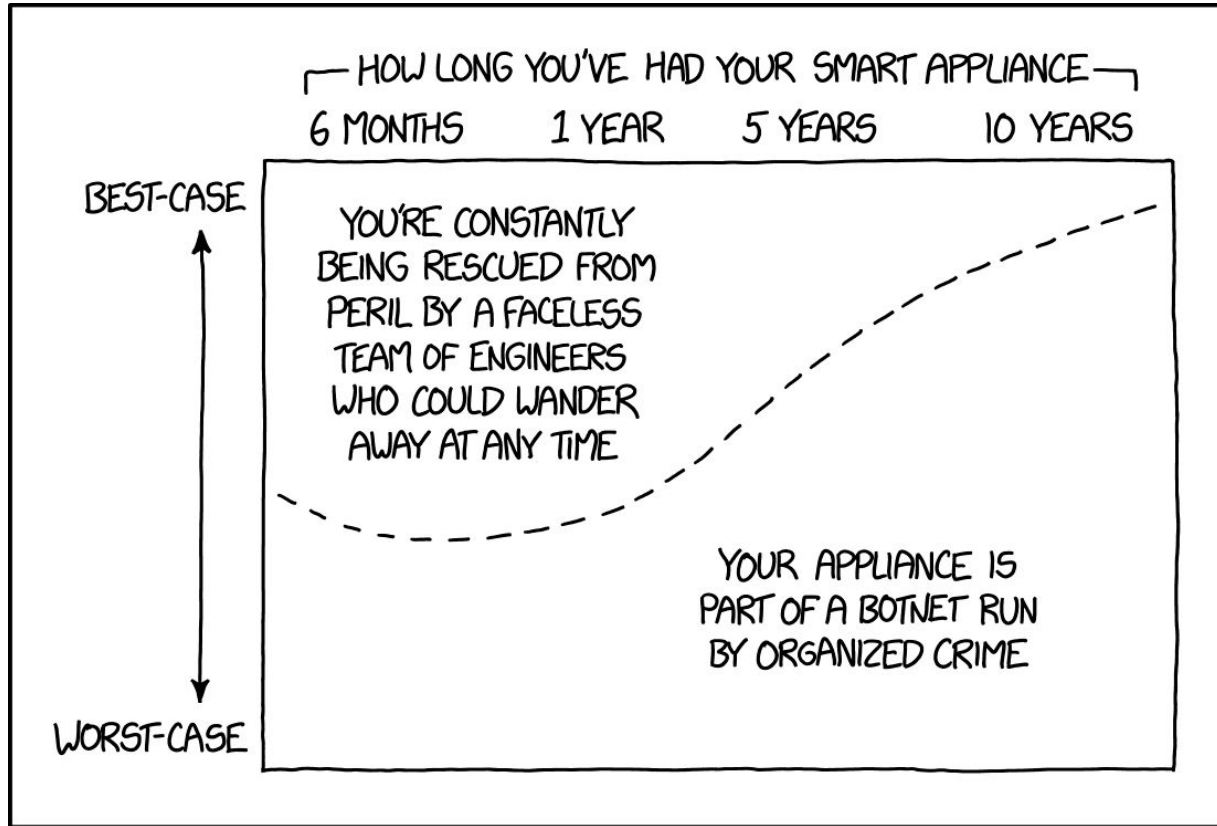 HOW LONG YOU'VE HAD YOUR SMART APPLIANCE
6 MONTHS 1 YEAR 5 YEARS 10 YEARS
BEST-CASE
YOU'RE CONSTANTLY
BEING RESCUED FROM
PERIL BY A FACELESS
TEAM OF ENGINEERS
WHO COULD WANDER
AWAY AT ANY TIME
YOUR APPLIANCE IS
PART OF A BOTNET RUN
BY ORGANIZED CRIME
WORST-CASE